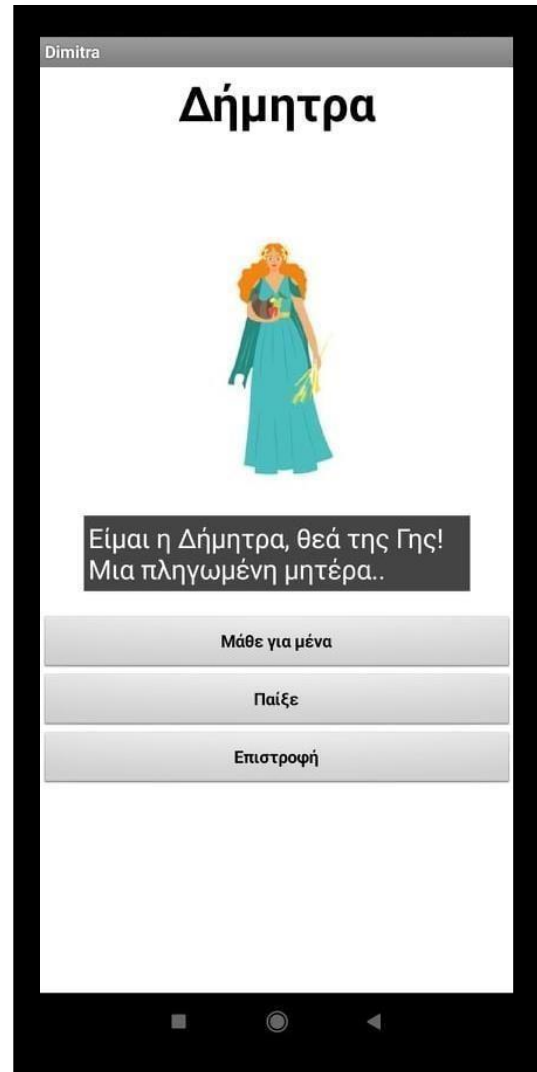 Dimitra
Δήμητρα
Είμαι η Δήμητρα, θεά της Γης!
Μια πληγωμένη μητέρα..
Μάθε για μένα
Παίξε
Επιστροφή